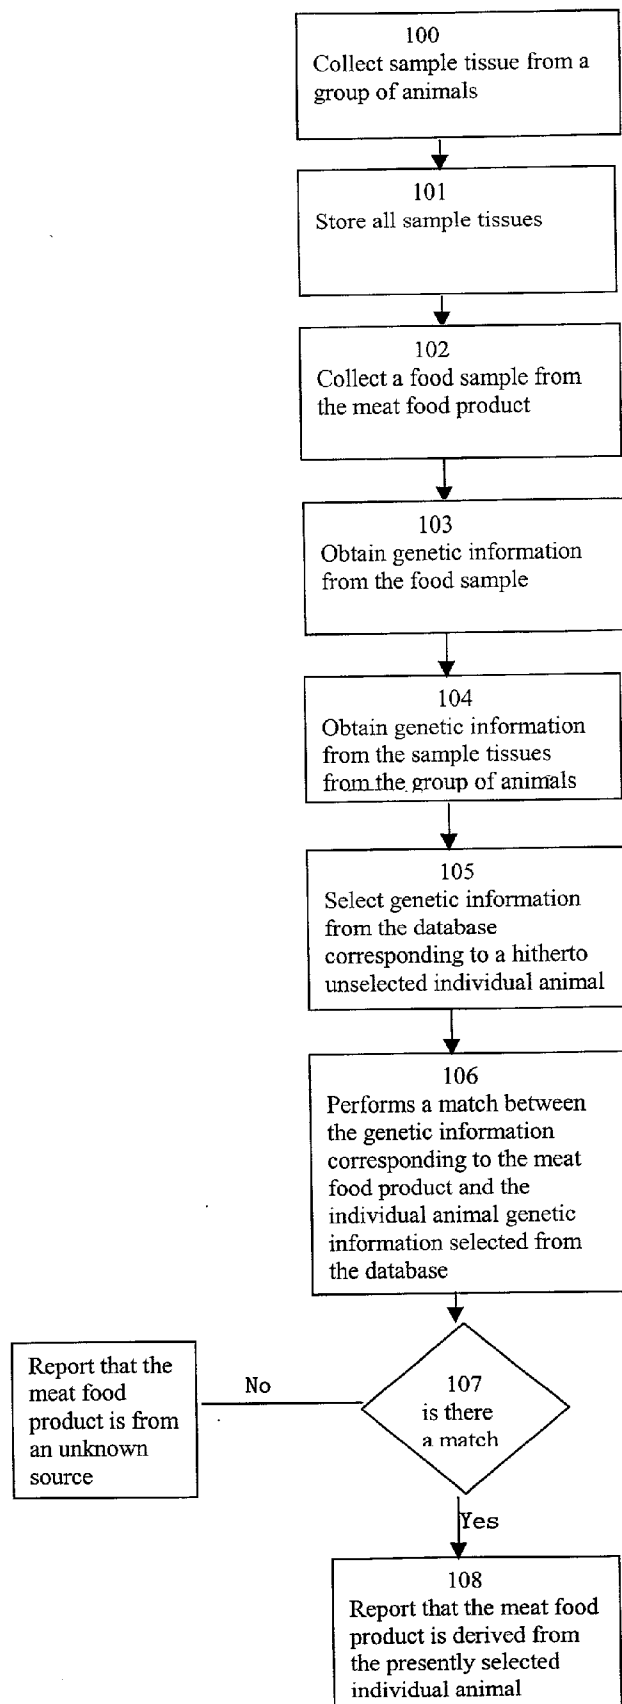 100
Collect sample tissue from a
group of animals
101
Store all sample tissues
102
Collect a food sample from
the meat food product
103
Obtain genetic information
from the food sample
104
Obtain genetic information
from the sample tissues
from the group of animals
105
Select genetic information
from the database
corresponding to a hitherto
unselected individual animal
106
Performs a match between
the genetic information
corresponding to the meat
food product and the
individual animal genetic
information selected from
the database
107
is there
a match
No
Report that the
meat food
product is from
an unknown
source
Yes
108
Report that the meat food
product is derived from
the presently selected
individual animal